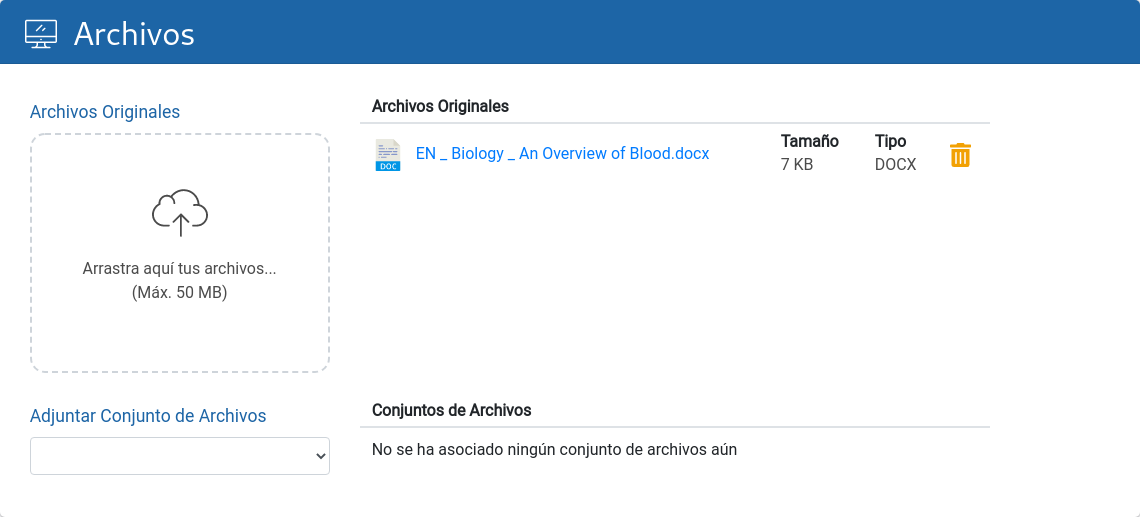 Archivos
Archivos Originales
Arrastra aquí tus archivos...
(Máx. 50 MB)
Archivos Originales
DOC
EN _ Biology _ An Overview of Blood.docx
Tamaño
7 KB
Tipo
DOCX
Adjuntar Conjunto de Archivos
Conjuntos de Archivos
No se ha asociado ningún conjunto de archivos aún